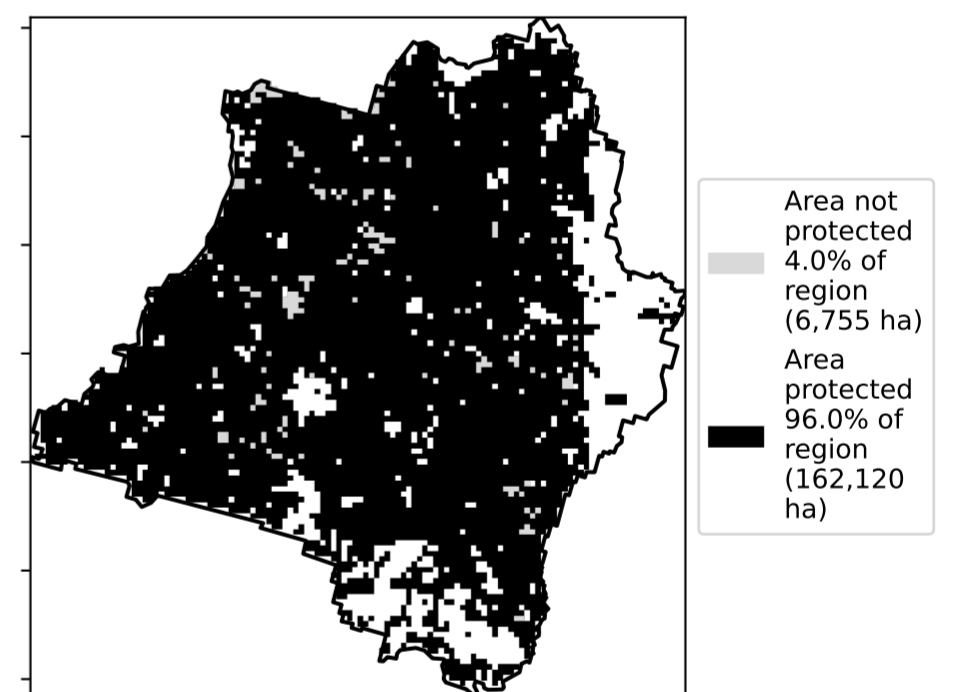 Area not
protected
4.0% of
region
(6,755 ha)
Area
protected
96.0% of
region
(162,120
ha)